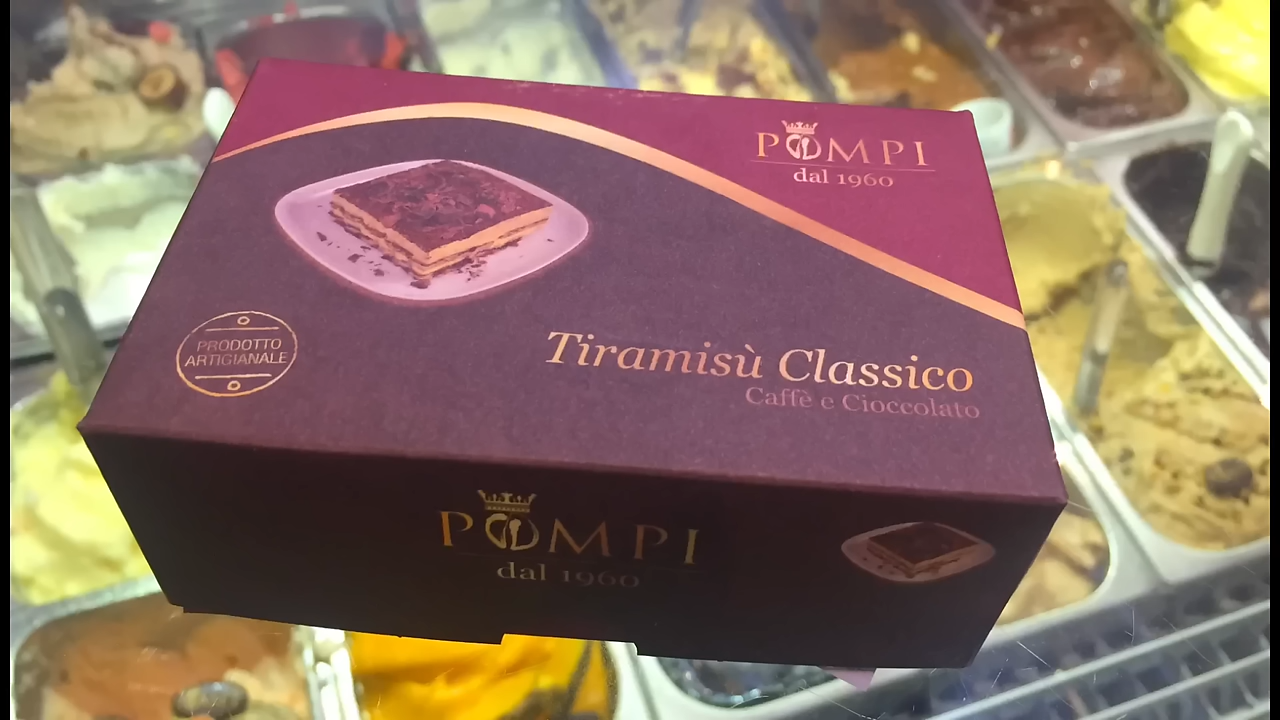 POMPI
dal 1960
PRODOTTO
ARTIGIANALE
Tiramisù Classico
Caffè e Cioccolato
POMPI
dal 1960